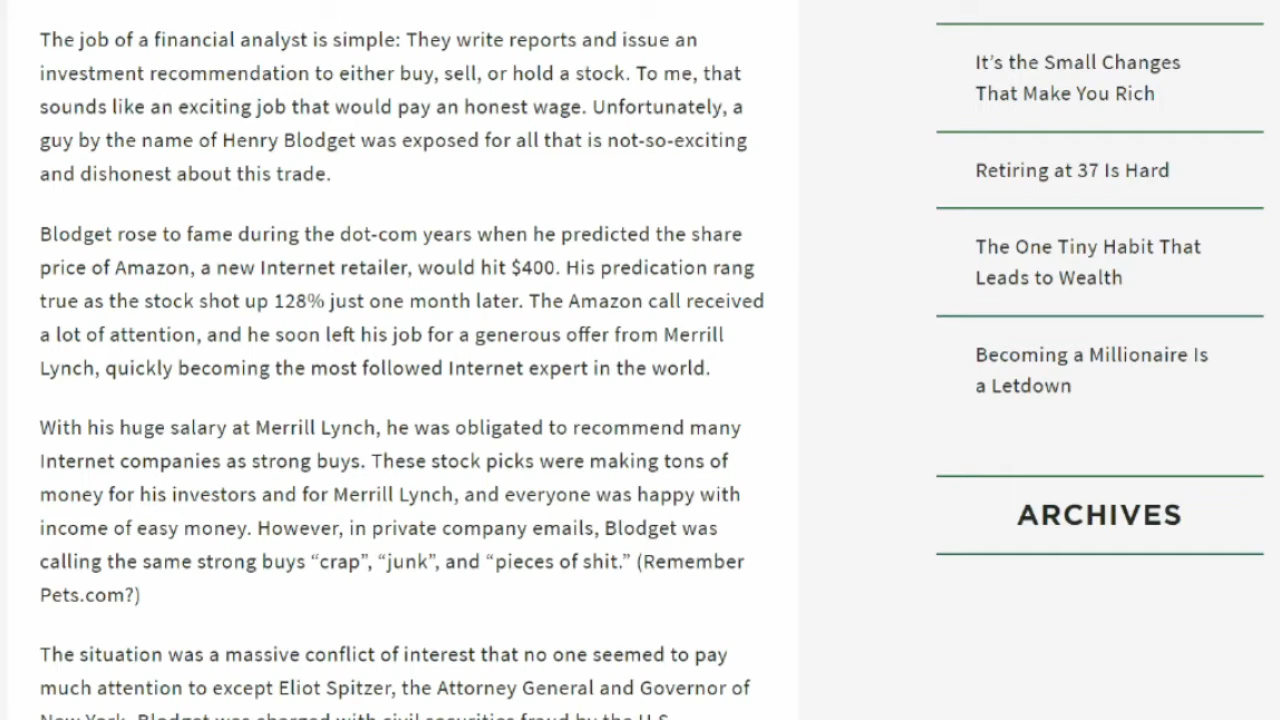 The job of a financial analyst is simple: They write reports and issue an
investment recommendation to either buy, sell, or hold a stock. To me, that
sounds like an exciting job that would pay an honest wage. Unfortunately, a
guy by the name of Henry Blodget was exposed for all that is not-so-exciting
and dishonest about this trade.
Blodget rose to fame during the dot-com years when he predicted the share
price of Amazon, a new Internet retailer, would hit $400. His predication rang
true as the stock shot up 128% just one month later. The Amazon call received
a lot of attention, and he soon left his job for a generous offer from Merrill
Lynch, quickly becoming the most followed Internet expert in the world.
With his huge salary at Merrill Lynch, he was obligated to recommend many
Internet companies as strong buys. These stock picks were making tons of
money for his investors and for Merrill Lynch, and everyone was happy with
income of easy money. However, in private company emails, Blodget was
calling the same strong buys “crap”, “junk”, and “pieces of shit.” (Remember
Pets.com?)
The situation was a massive conflict of interest that no one seemed to pay
much attention to except Eliot Spitzer, the Attorney General and Governor of
New York. Blodget was charged with civil securities fraud by the U.S.
It’s the Small Changes
That Make You Rich
Retiring at 37 Is Hard
The One Tiny Habit That
Leads to Wealth
Becoming a Millionaire Is
a Letdown
ARCHIVES